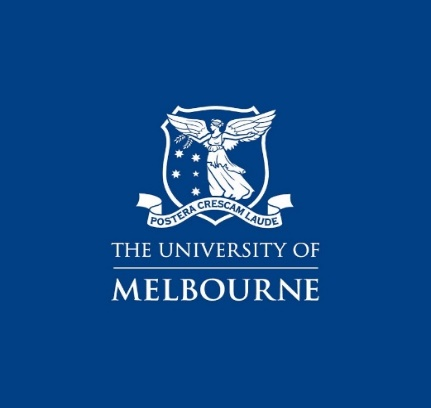 POSTERA CRESCAM LAUDE
THE UNIVERSITY OF
MELBOURNE